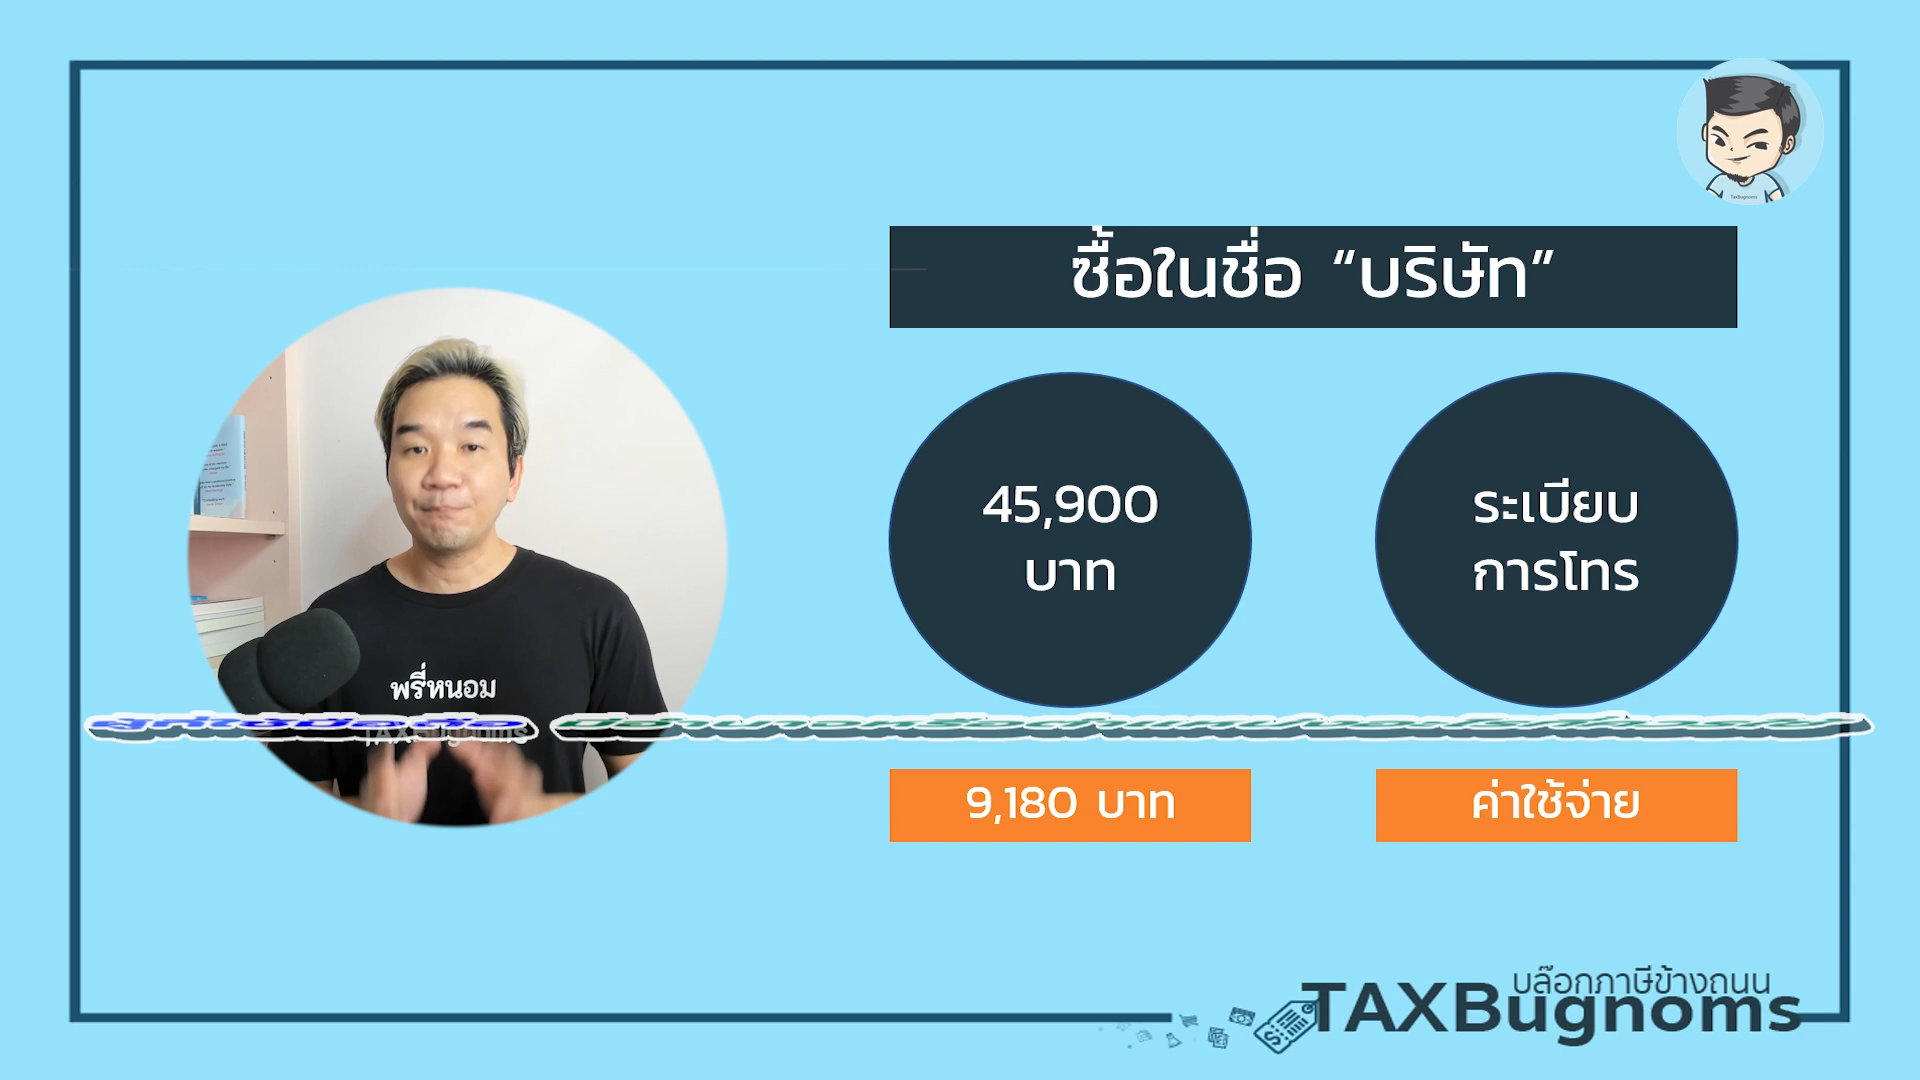 ซื้อในชื่อ “บริษัท”
45,900
บาท
ระเบียบ
การโทร
พรี่หนอม
TAXBugnoms
9,180 บาท
ค่าใช้จ่าย
บล๊อกภาษีข้างถนน
TAXBugnoms